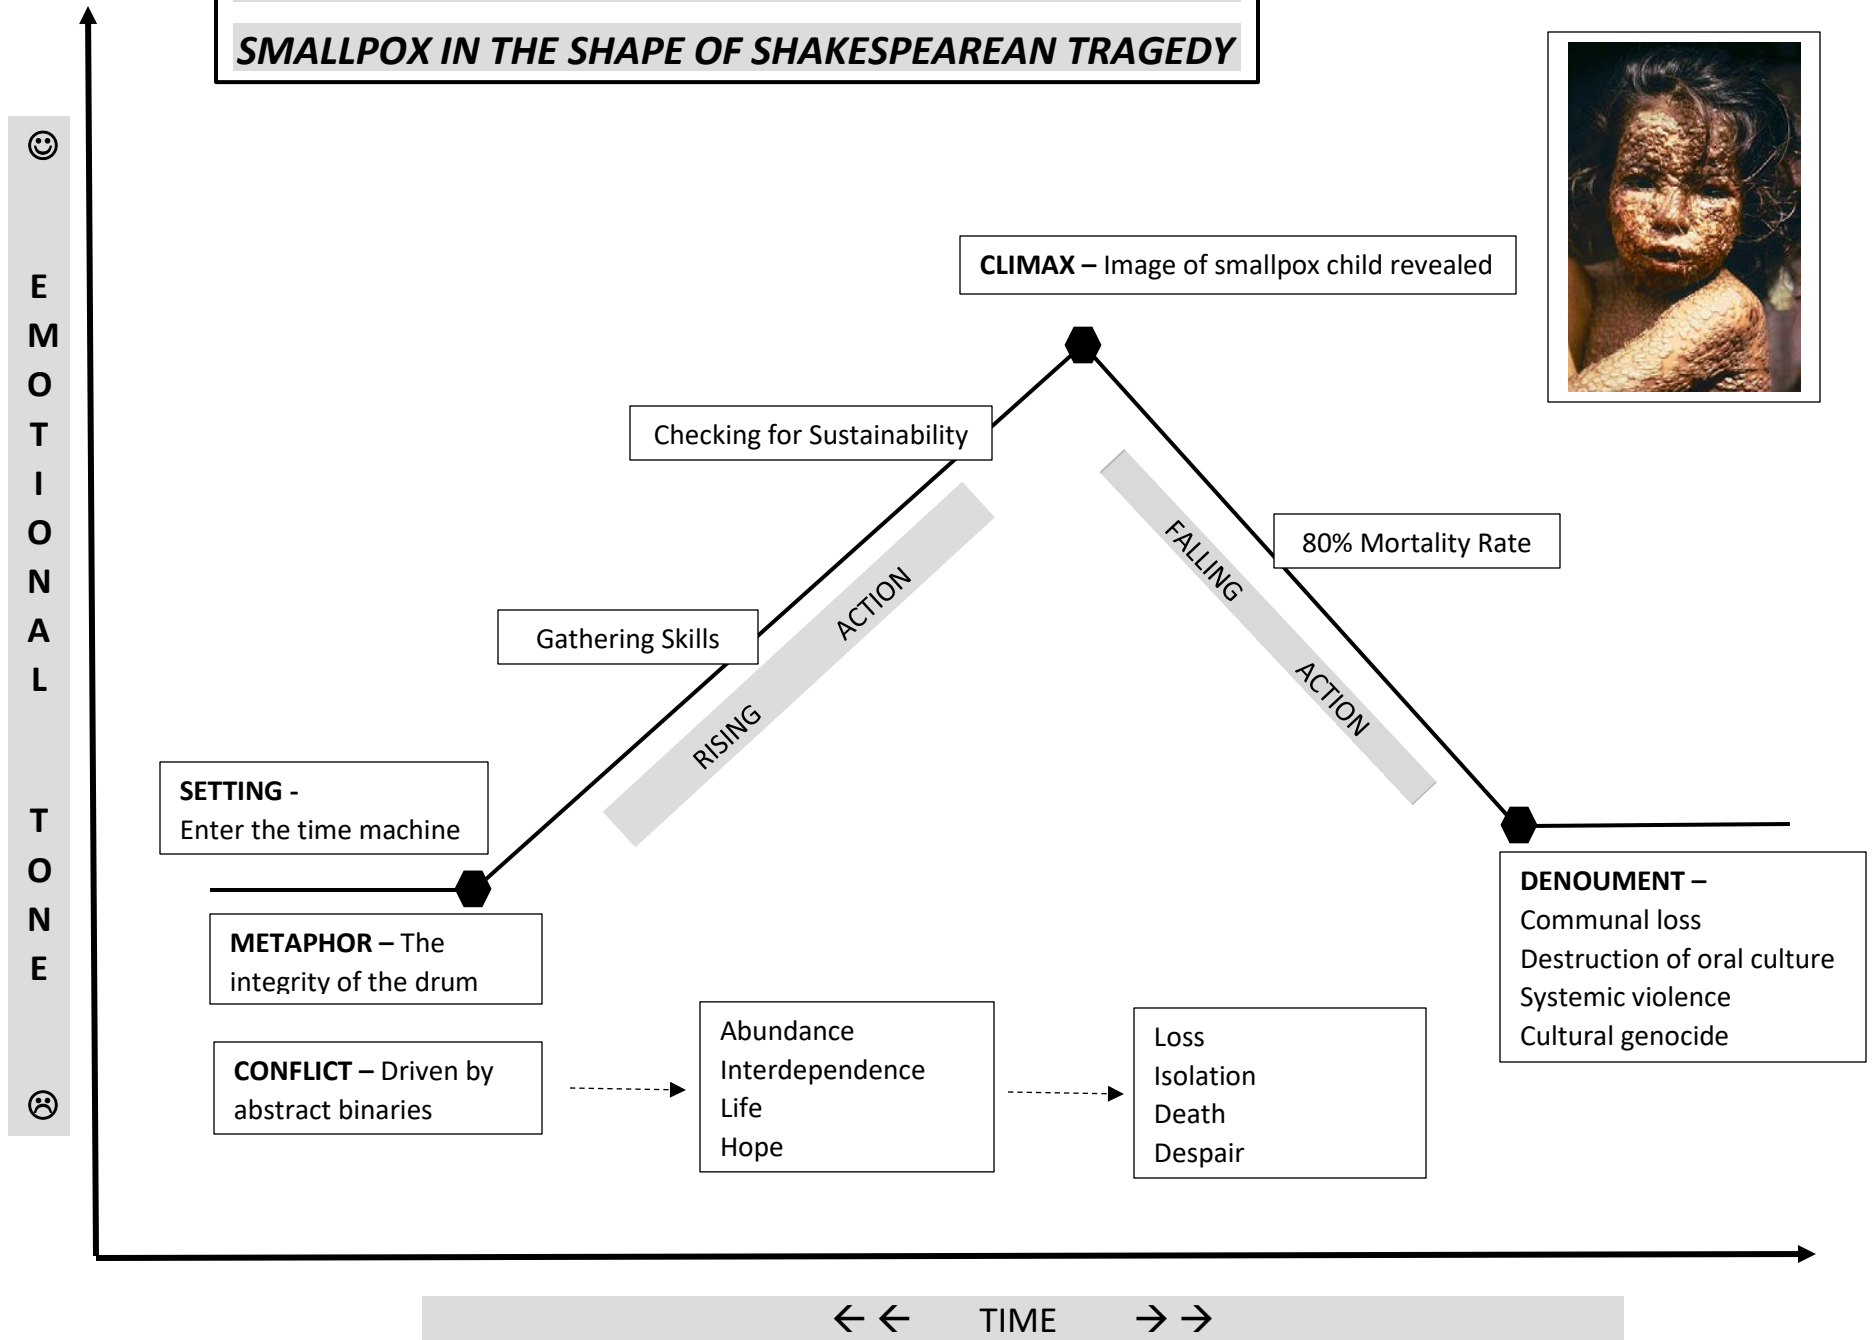 SMALLPOX IN THE SHAPE OF SHAKESPEAREAN TRAGEDY
EMOTIONAL TONE
CLIMAX – Image of smallpox child revealed
Checking for Sustainability
80% Mortality Rate
FALLING ACTION
Gathering Skills
RISING ACTION
SETTING -
Enter the time machine
METAPHOR – The
integrity of the drum
CONFLICT – Driven by
abstract binaries
Abundance
Interdependence
Life
Hope
Loss
Isolation
Death
Despair
DENOUMENT –
Communal loss
Destruction of oral culture
Systemic violence
Cultural genocide
←← TIME →→